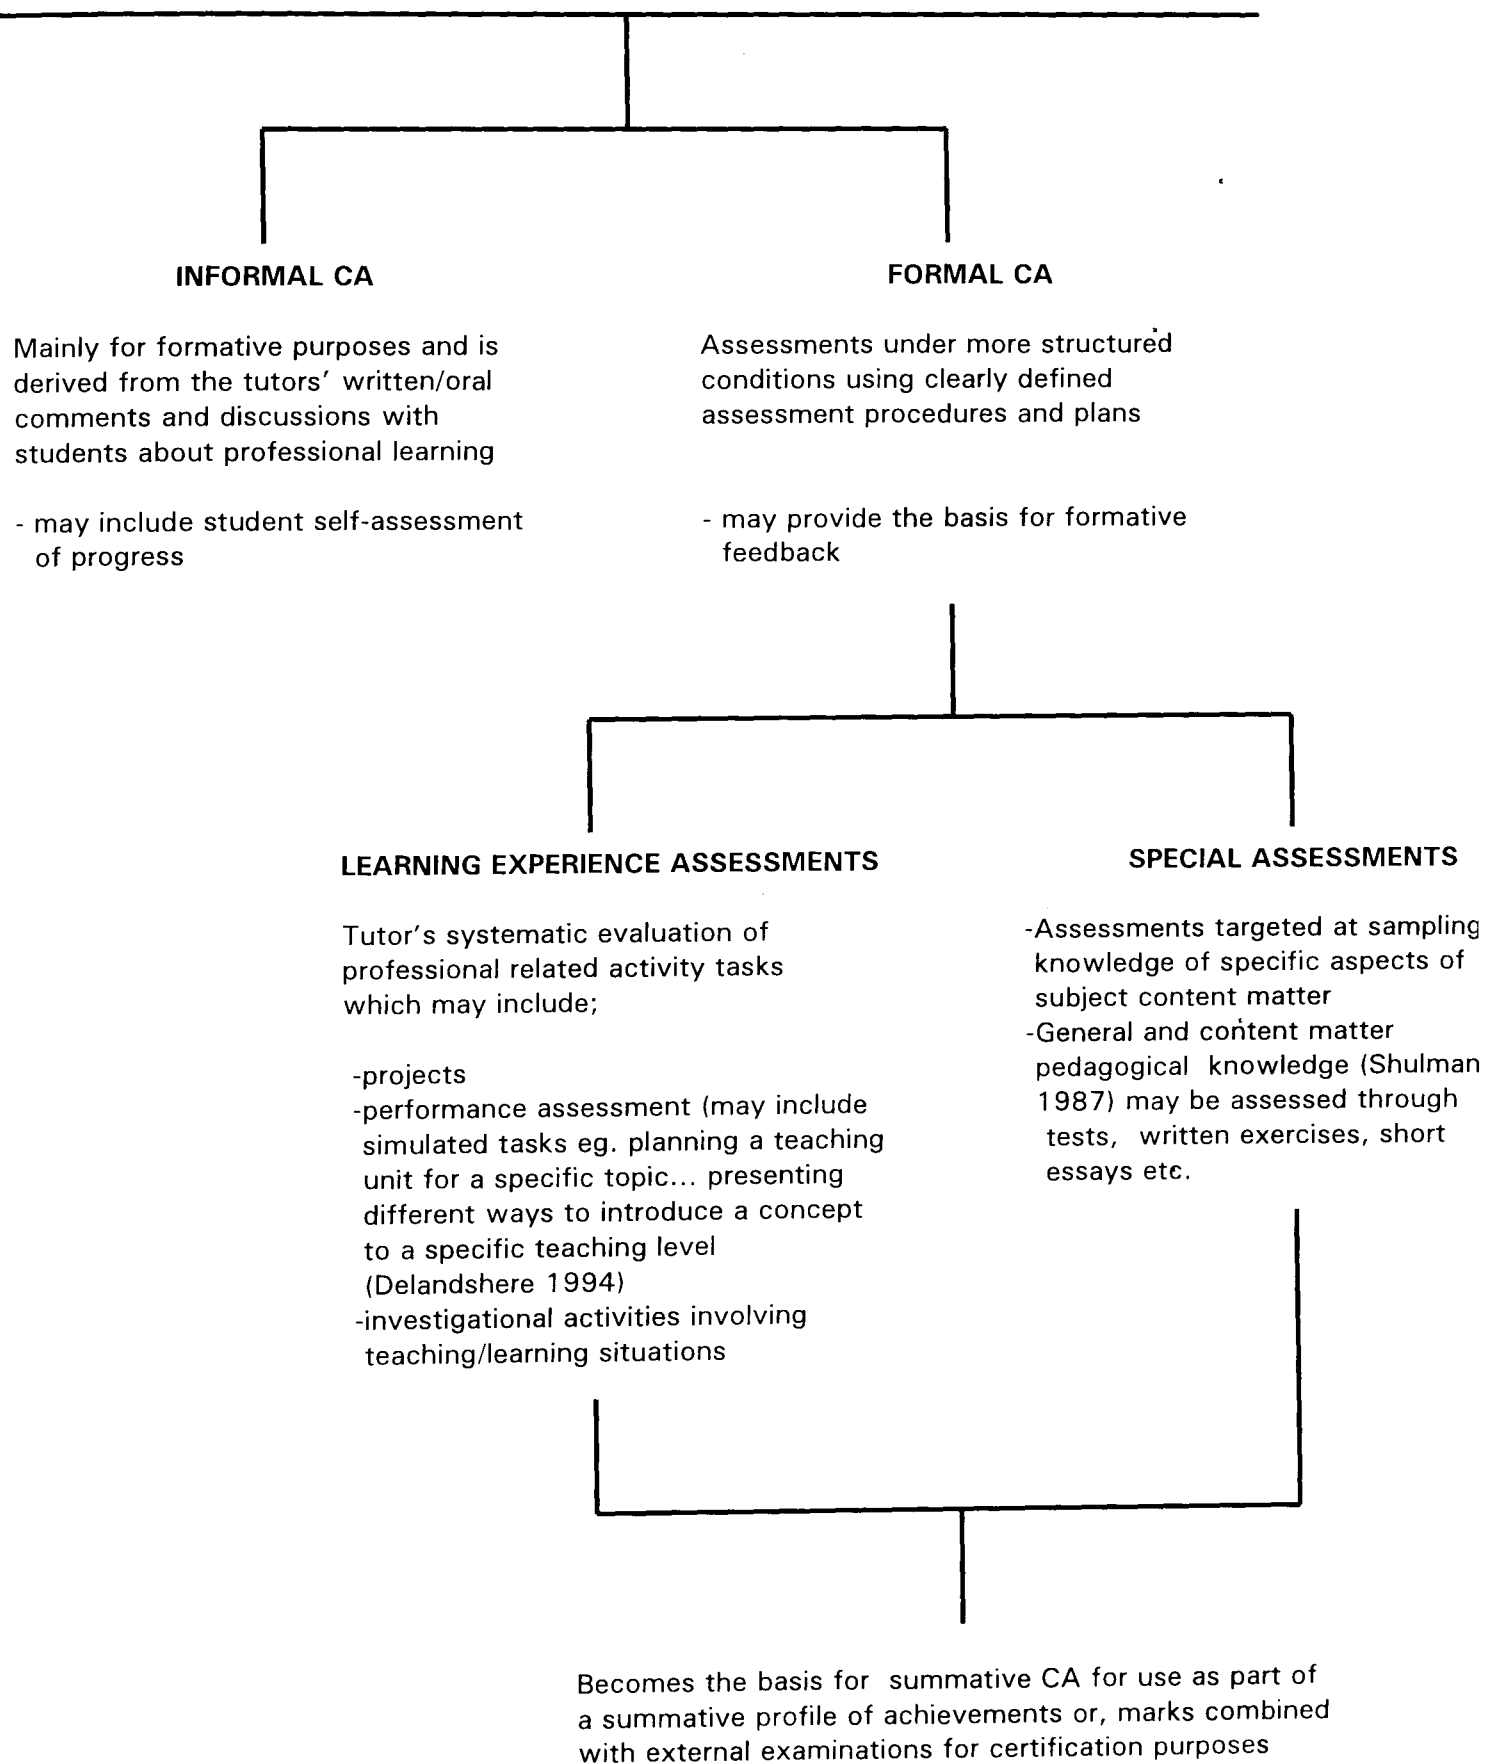 INFORMAL CA
Mainly for formative purposes and is
derived from the tutors' written/oral
comments and discussions with
students about professional learning
- may include student self-assessment
of progress
FORMAL CA
Assessments under more structured
conditions using clearly defined
assessment procedures and plans
- may provide the basis for formative
feedback
LEARNING EXPERIENCE ASSESSMENTS
Tutor's systematic evaluation of
professional related activity tasks
which may include;
-projects
-performance assessment (may include
simulated tasks eg. planning a teaching
unit for a specific topic... presenting
different ways to introduce a concept
to a specific teaching level
(Delandshere 1994)
-investigational activities involving
teaching/learning situations
SPECIAL ASSESSMENTS
-Assessments targeted at sampling
knowledge of specific aspects of
subject content matter
-General and content matter
pedagogical knowledge (Shulman
1987) may be assessed through
tests, written exercises, short
essays etc.
Becomes the basis for summative CA for use as part of
a summative profile of achievements or, marks combined
with external examinations for certification purposes